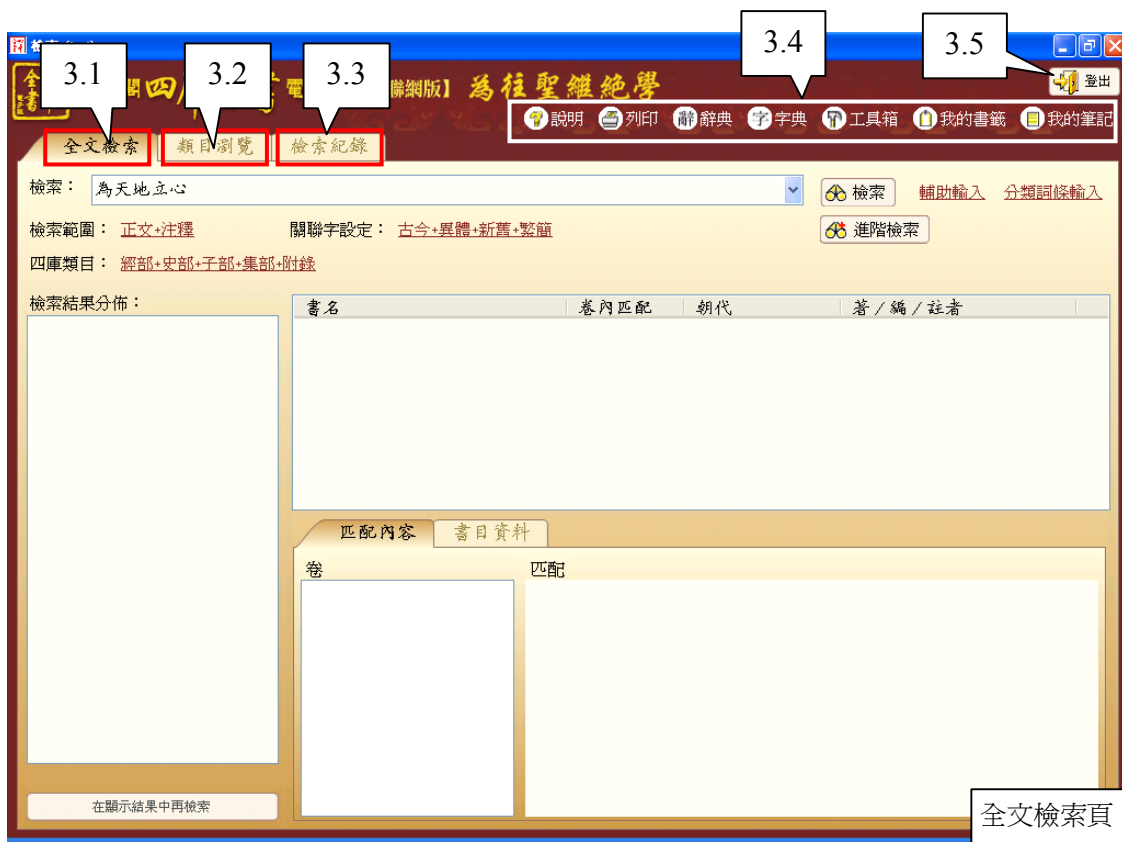 3.4
3.5
3.1
3.2
3.3
四
電
聯網版】 為往聖繼絶學
登出
說明 列印 辭典 字典 工具箱 我的書籤 我的筆記
全文檢索 類目瀏覽 檢索紀錄
檢索： 為天地立心 檢索 輔助輸入 分類詞條輸入
檢索範圍： 正文+注釋 關聯字設定： 古今+異體+新舊+繁簡 進階檢索
四庫類目： 經部+史部+子部+集部+附錄
檢索結果分佈：
書名 卷內匹配 朝代 著/編/註者
匹配內容 書目資料
卷 匹配
在顯示結果中再檢索
全文檢索頁